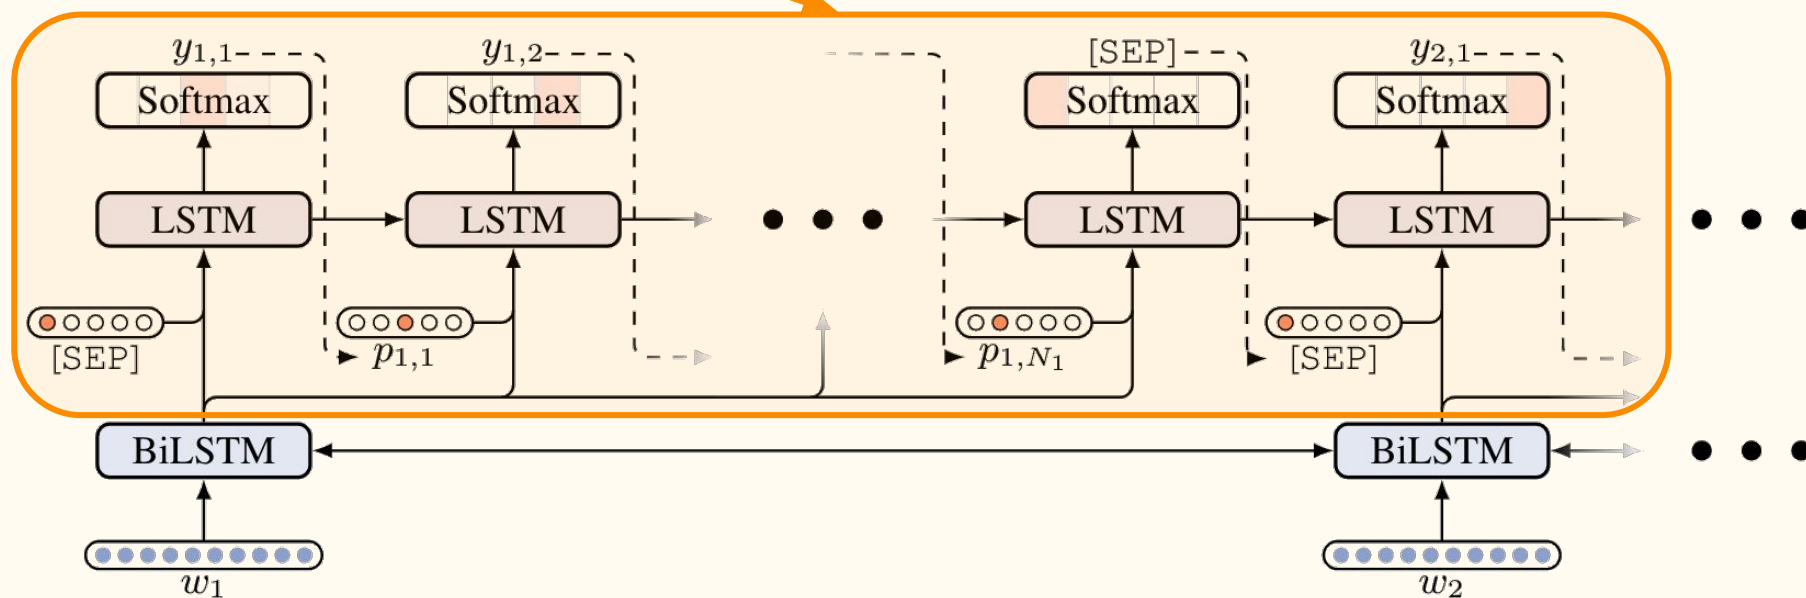 y1,1 y1,2 [SEP] y2,1
Softmax Softmax Softmax Softmax
LSTM LSTM LSTM LSTM
[SEP] p1,1 p1,N1 [SEP]
BiLSTM BiLSTM
w1 w2